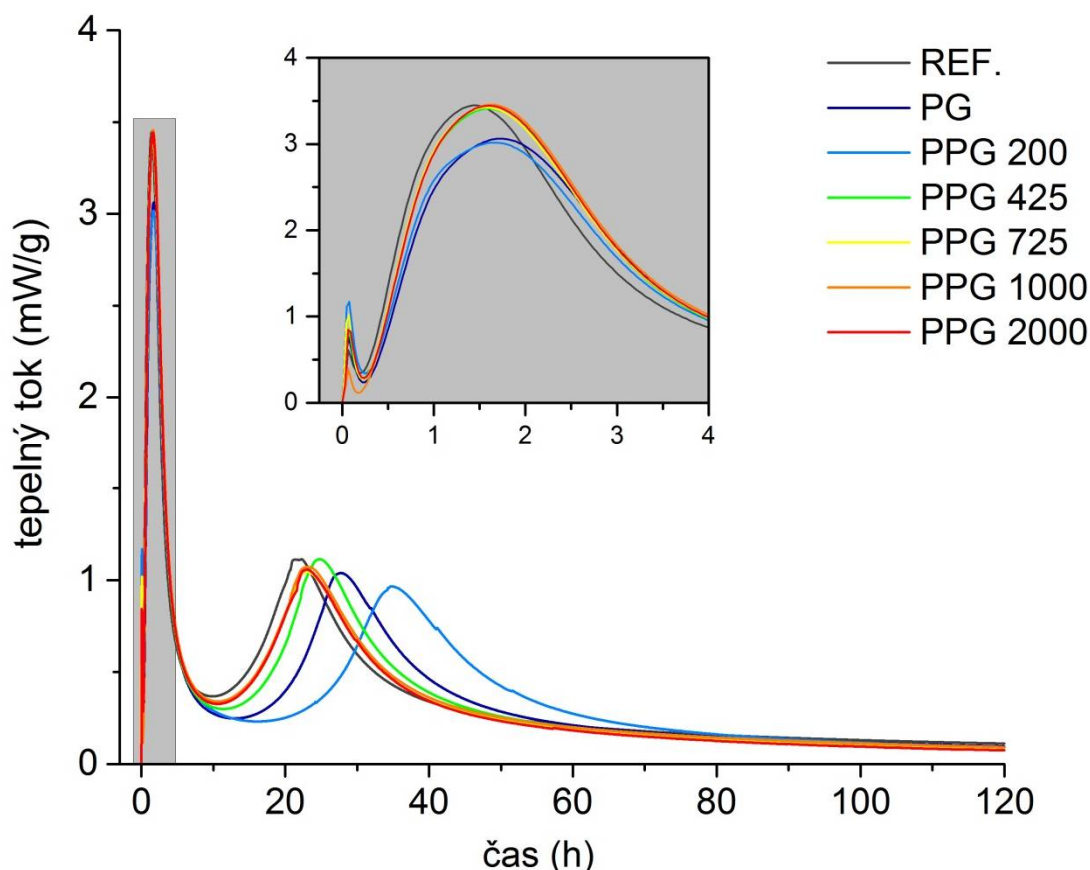 4
3
2
1
0
tepelný tok (mW/g)
0 20 40 60 80 100 120
čas (h)
4
3
2
1
0
0 1 2 3 4
REF.
PG
PPG 200
PPG 425
PPG 725
PPG 1000
PPG 2000